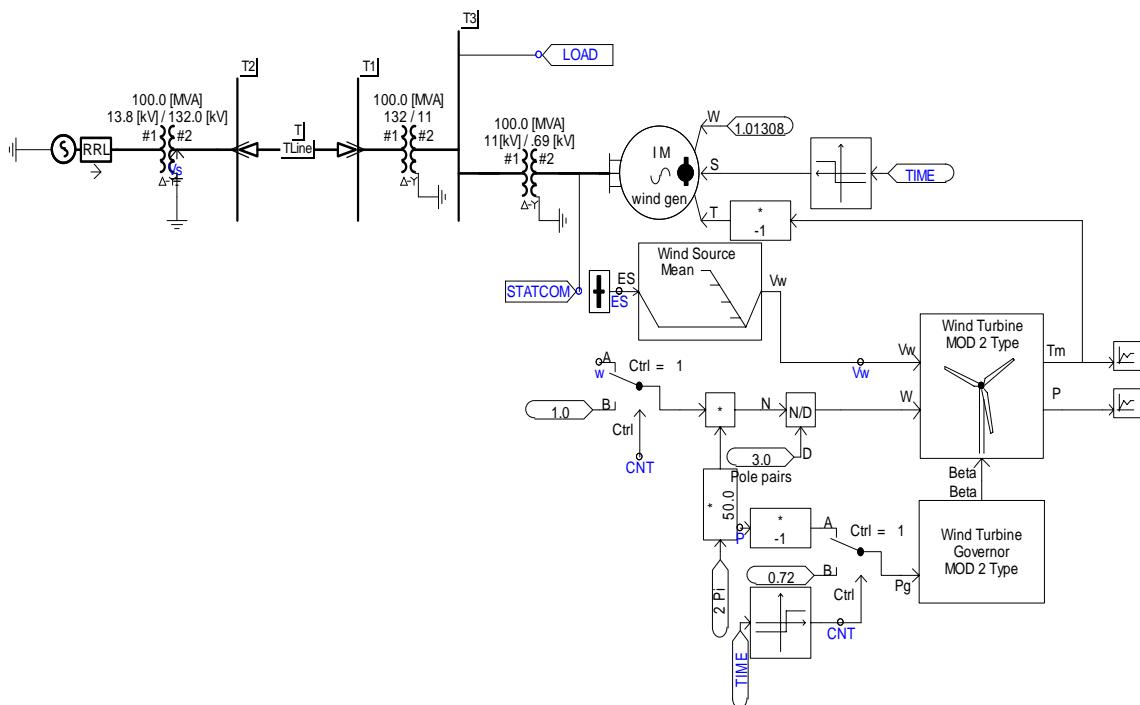 T3
LOAD
T2
T1
100.0 [MVA]
13.8 [kV] / 132.0 [kV]
#1 #2
RRL
Vs
Δ-Y
T
TLine
100.0 [MVA]
132 / 11
#1 #2
Δ-Y
100.0 [MVA]
11[kV] / .69 [kV]
#1 #2
Δ-Y
IM
wind gen
W
1.01308
S
TIME
T
*
-1
STATCOM
ES
ES
Wind Source
Mean
Vw
Wind Turbine
MOD 2 Type
Vw
Vw
Tm
W
P
Beta
A
w
Ctrl = 1
1.0
B
Ctrl
CNT
*
N
N/D
3.0
D
Pole pairs
*
50.0
2 Pi
P
*
-1
A
Ctrl = 1
0.72
B
Ctrl
CNT
TIME
Pg
Beta
Wind Turbine
Governor
MOD 2 Type